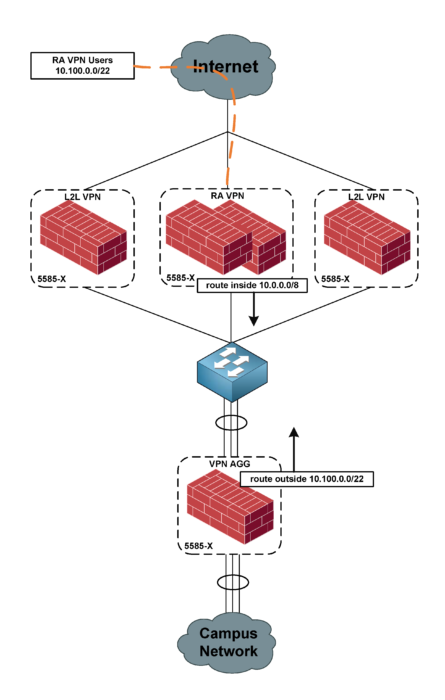 RA VPN Users
10.100.0.0/22
Internet
L2L VPN
RA VPN
L2L VPN
5585-X
5585-X
5585-X
route inside 10.0.0.0/8
VPN AGG
route outside 10.100.0.0/22
5585-X
Campus
Network